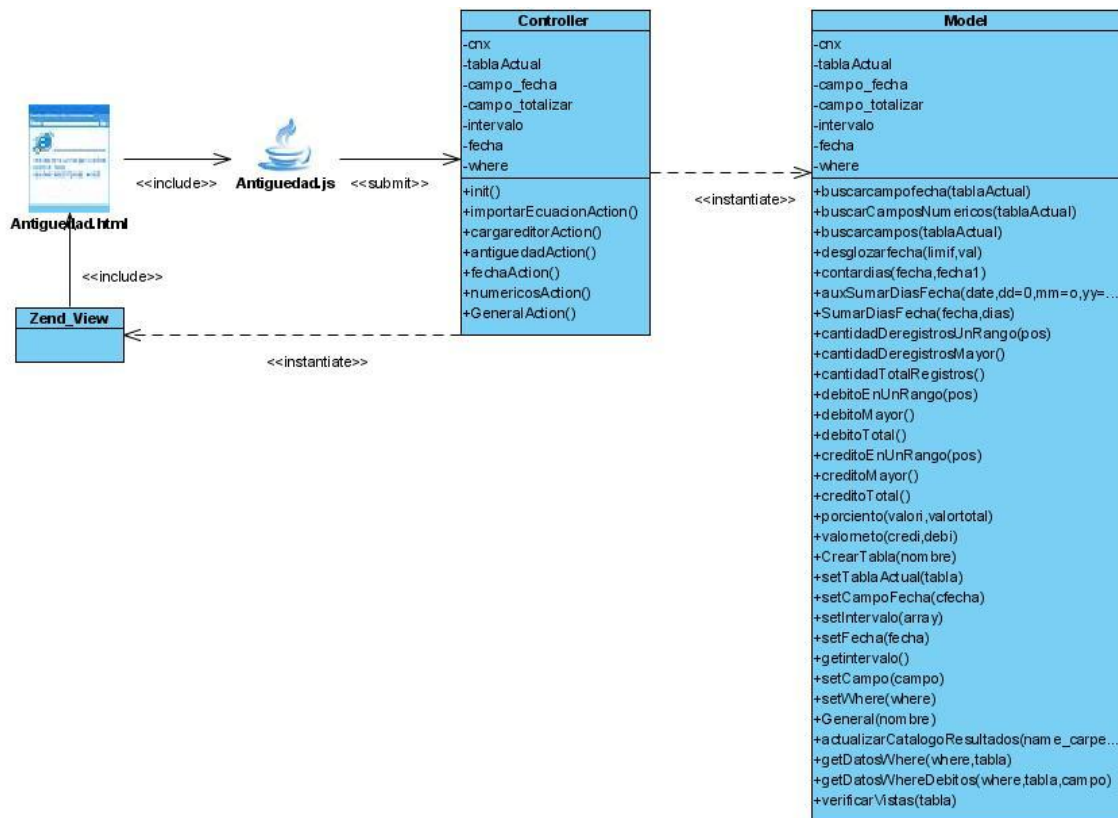 Controller
-cnx
-tablaActual
-campo_fecha
-campo_totalizar
-intervalo
-fecha
-where
+init()
+importarEcuacionAction()
+cargareditorAction()
+antiguedadAction()
+fechaAction()
+numericosAction()
+GeneralAction()
Model
-cnx
-tablaActual
-campo_fecha
-campo_totalizar
-intervalo
-fecha
-where
+buscarcampofecha(tablaActual)
+buscarCamposNumericos(tablaActual)
+buscarcampos(tablaActual)
+desglozarfecha(limif,val)
+contardias(fecha,fecha1)
+auxSumarDiasFecha(date,dd=0,mm=o,yy=...
+SumarDiasFecha(fecha,dias)
+cantidadDeregistrosUnRango(pos)
+cantidadDeregistrosMayor()
+cantidadTotalRegistros()
+debitoEnUnRango(pos)
+debitoMayor()
+debitoTotal()
+creditoEnUnRango(pos)
+creditoMayor()
+creditoTotal()
+porciento(valori,valortotal)
+valorneto(credi,debi)
+CrearTabla(nombre)
+setTablaActual(tabla)
+setCampoFecha(cfecha)
+setIntervalo(array)
+setFecha(fecha)
+getintervalo()
+setCampo(campo)
+setWhere(where)
+General(nombre)
+actualizarCatalogoResultados(name_carpe...
+getDatosWhere(where,tabla)
+getDatosWhereDebitos(where,tabla,campo)
+verificarVistas(tabla)
Antiguedad.html
<<include>>
Antiguedad.js
<<submit>>
<<instantiate>>
<<include>>
Zend_View
<<instantiate>>